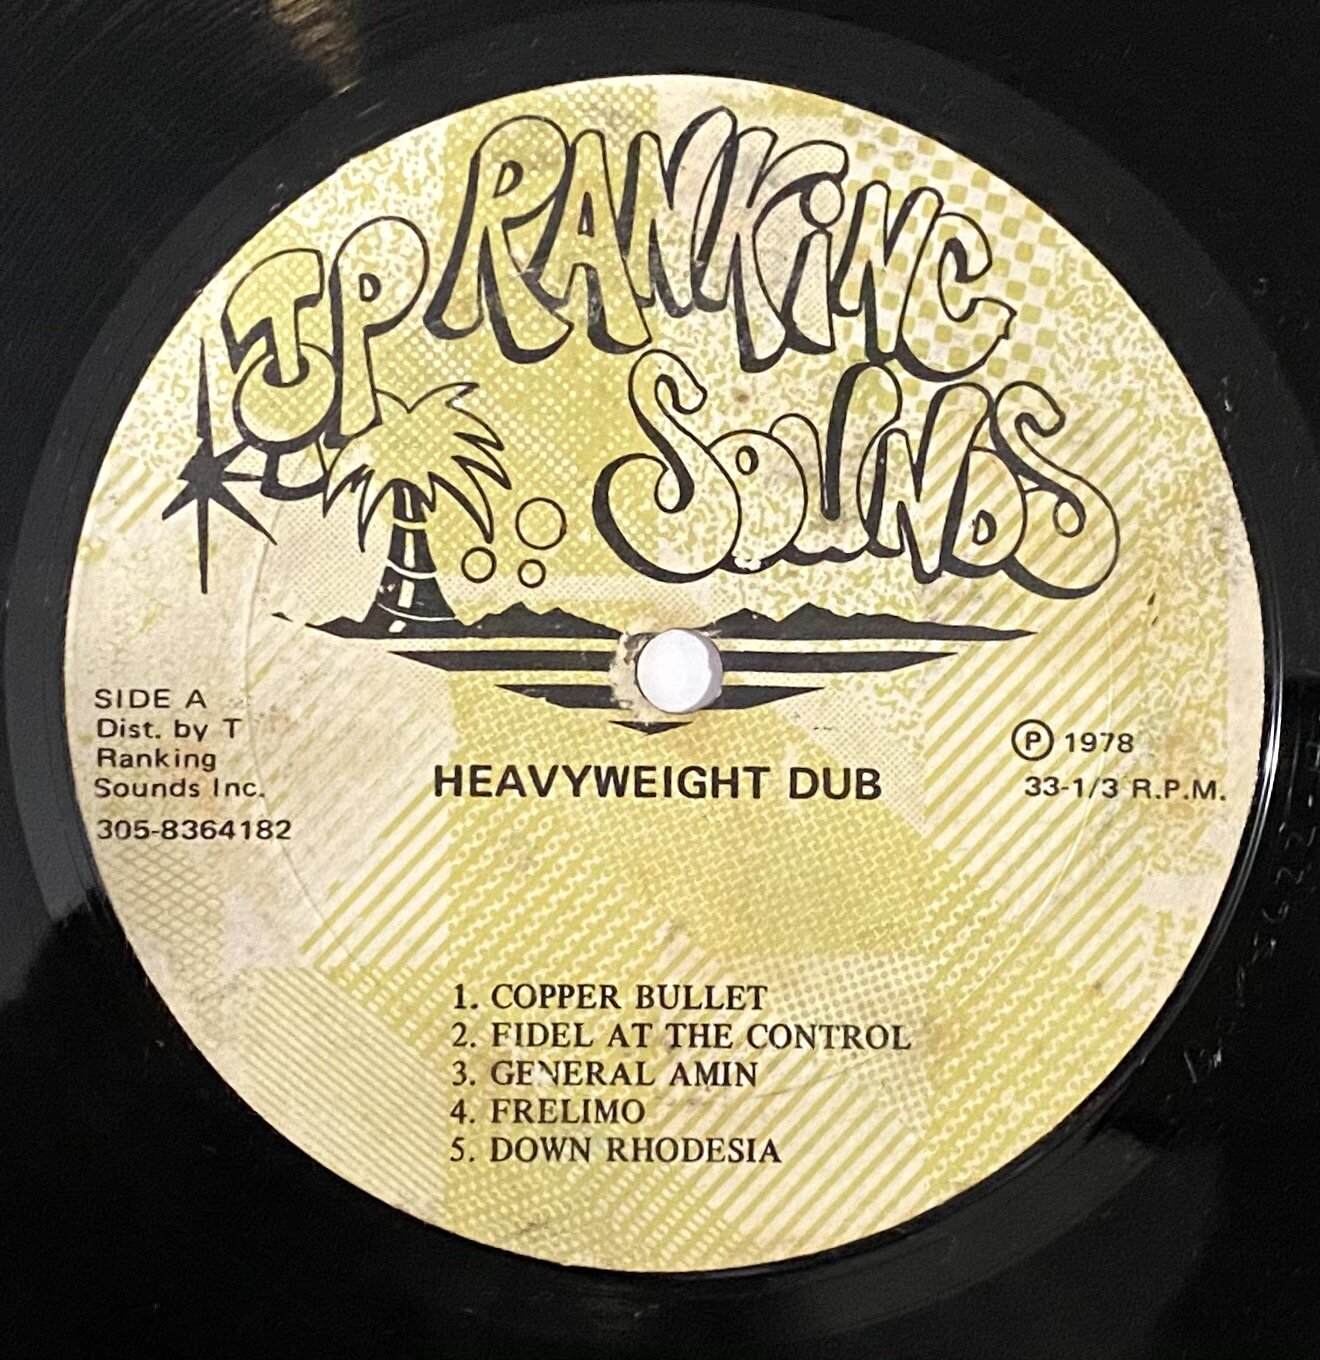 JP RANKING
SOUNDS
SIDE A
Dist. by T
Ranking
Sounds Inc.
305-8364182
HEAVYWEIGHT DUB
Ⓟ 1978
33-1/3 R.P.M.
1. COPPER BULLET
2. FIDEL AT THE CONTROL
3. GENERAL AMIN
4. FRELIMO
5. DOWN RHODESIA